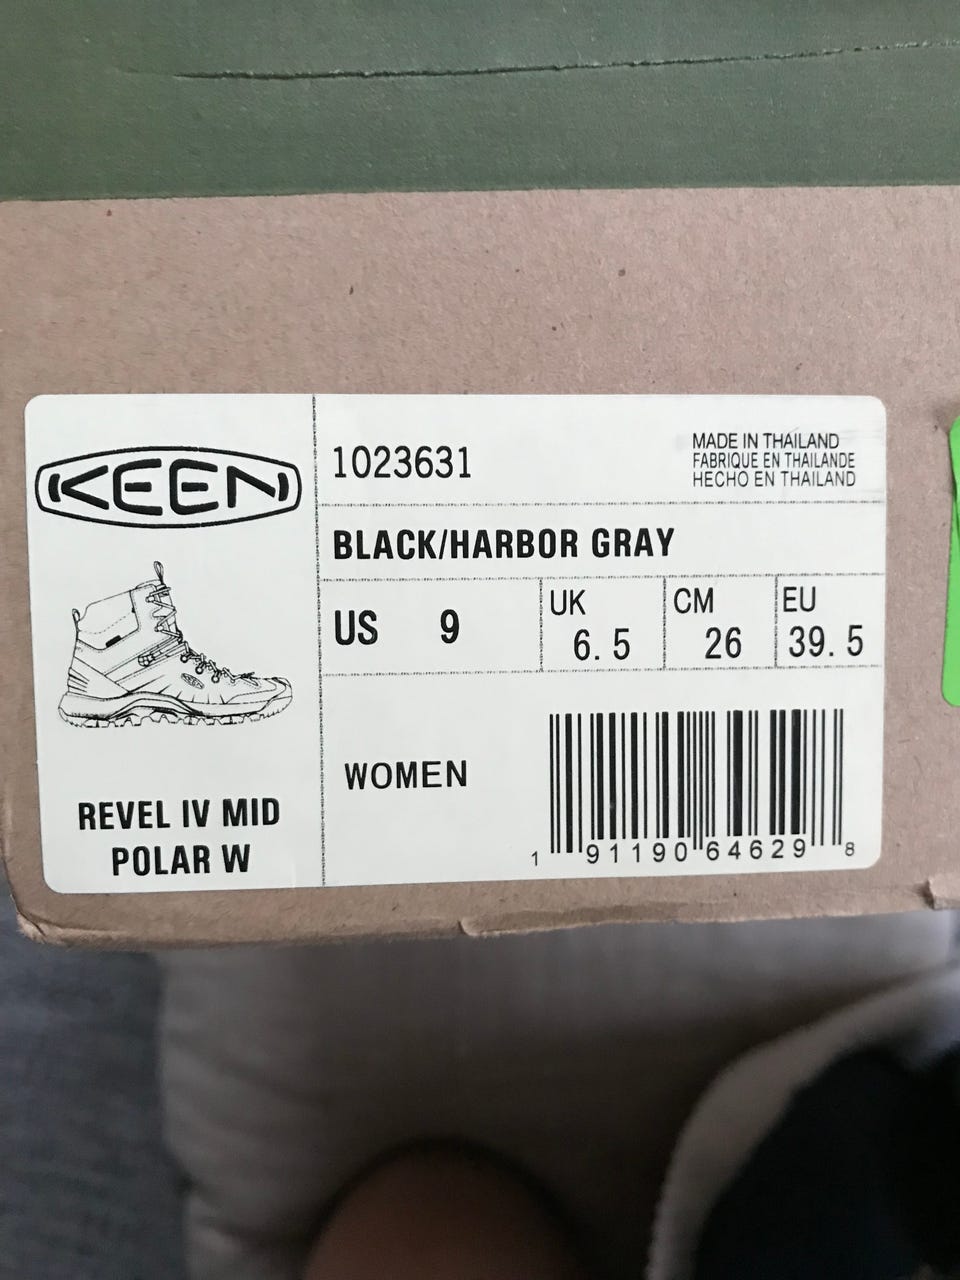 KEEN
1023631
MADE IN THAILAND
FABRIQUE EN THAILANDE
HECHO EN THAILAND
BLACK/HARBOR GRAY
US 9
UK
6.5
CM
26
EU
39.5
WOMEN
REVEL IV MID
POLAR W
1 91190 64629 8